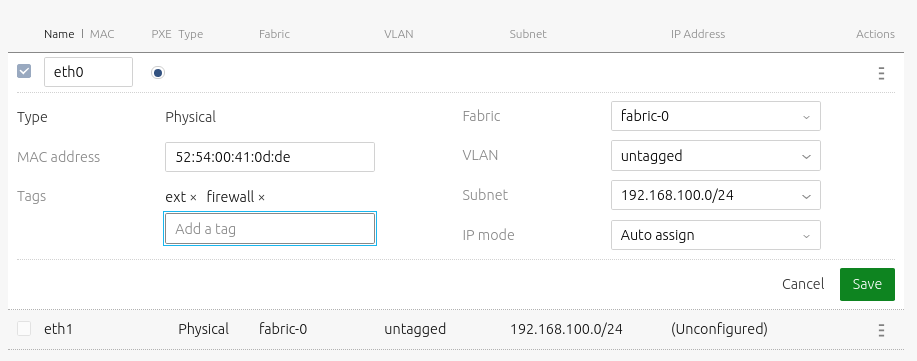 Name | MAC PXE Type Fabric VLAN Subnet IP Address Actions
eth0
Type Physical Fabric fabric-0
MAC address 52:54:00:41:0d:de VLAN untagged
Tags ext × firewall × Subnet 192.168.100.0/24
Add a tag IP mode Auto assign
Cancel Save
eth1 Physical fabric-0 untagged 192.168.100.0/24 (Unconfigured)